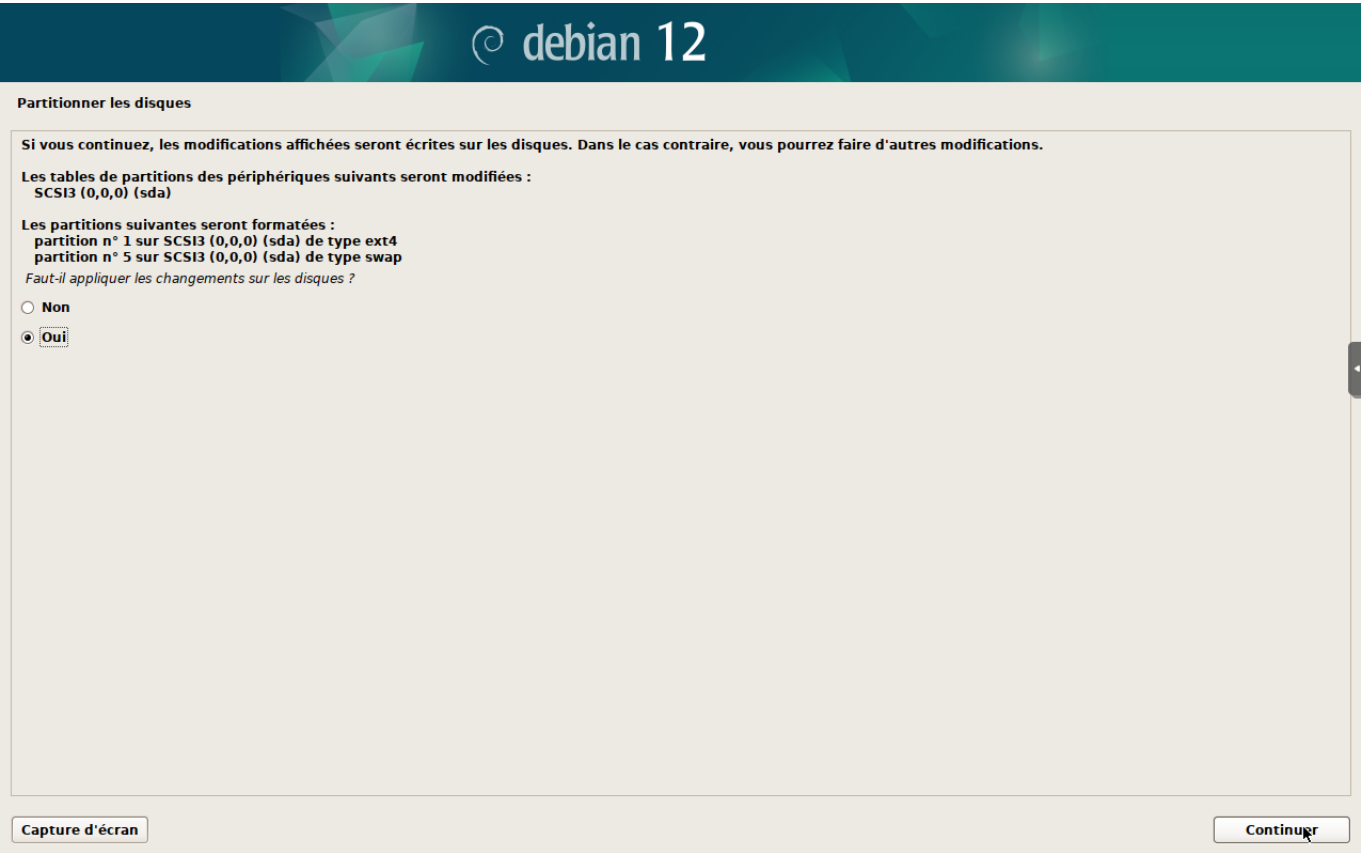 debian 12
Partitionner les disques
Si vous continuez, les modifications affichées seront écrites sur les disques. Dans le cas contraire, vous pourrez faire d'autres modifications.
Les tables de partitions des périphériques suivants seront modifiées :
SCSI3 (0,0,0) (sda)
Les partitions suivantes seront formatées :
partition n° 1 sur SCSI3 (0,0,0) (sda) de type ext4
partition n° 5 sur SCSI3 (0,0,0) (sda) de type swap
Faut-il appliquer les changements sur les disques ?
Non
Oui
Capture d'écran
Continuer